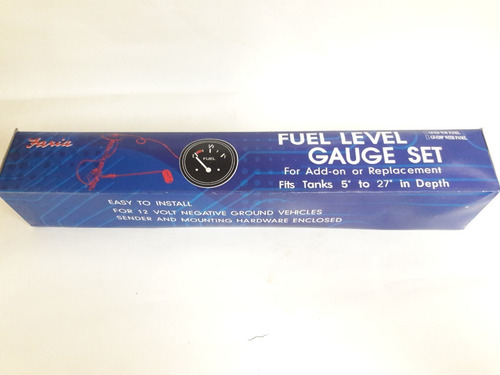 Faria
FUEL
FUEL LEVEL
GAUGE SET
For Add-on or Replacement
Fits Tanks 5" to 27" in Depth
EASY TO INSTALL
FOR 12 VOLT NEGATIVE GROUND VEHICLES
SENDER AND MOUNTING HARDWARE ENCLOSED